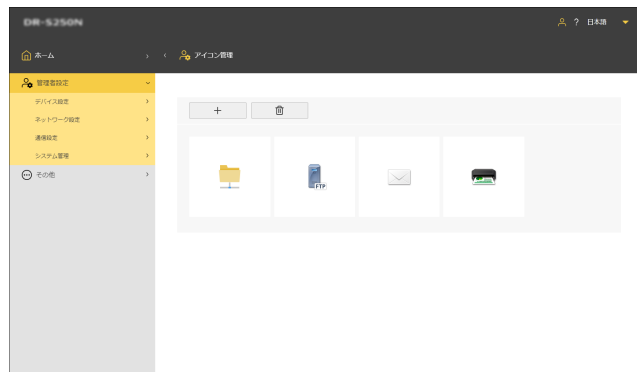 DR-S250N
? 日本語
ホーム
アイコン管理
管理者設定
デバイス設定
ネットワーク設定
通信設定
システム管理
その他
FTP